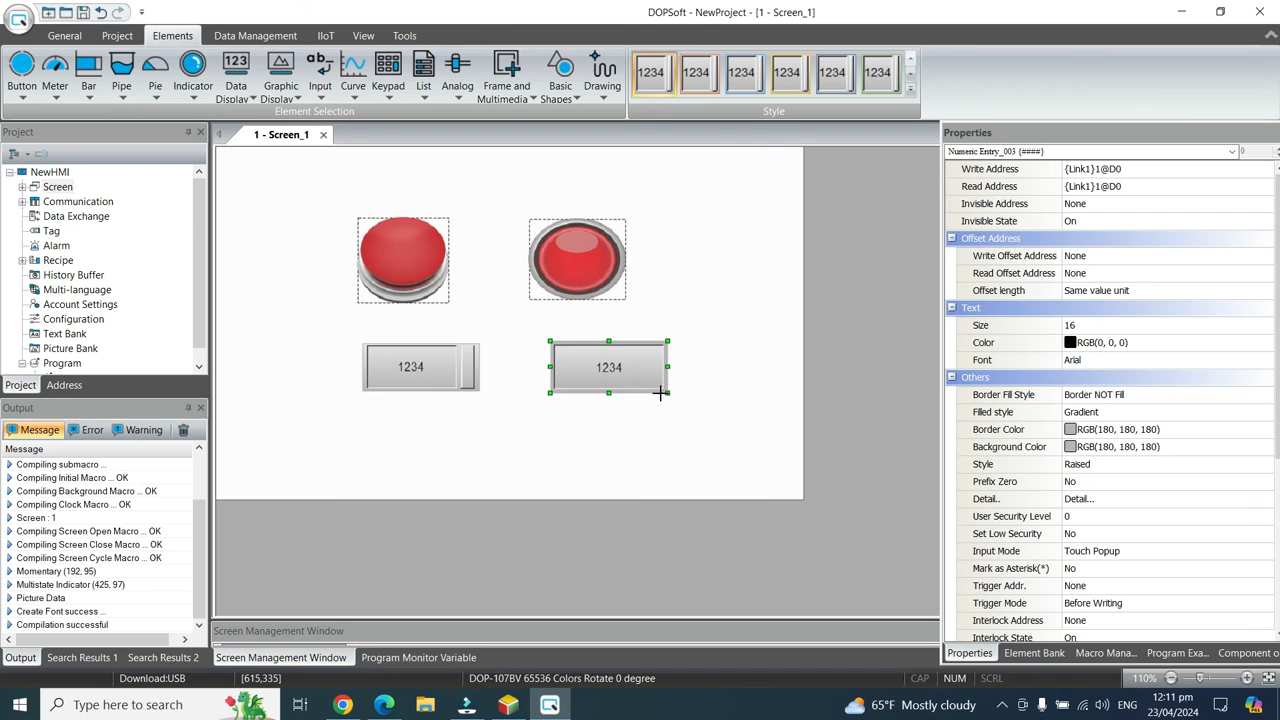 DOPSoft - NewProject - [1 - Screen_1]
General Project Elements Data Management IIoT View Tools
Button Meter Bar Pipe Pie Indicator Data Display Graphic Display Input Curve Keypad List Analog Frame and Multimedia Basic Shapes Drawing
123 ab 1234 1234 1234 1234 1234 1234
Element Selection Style
Project
1 - Screen_1
Properties
NewHMI
Screen
Communication
Data Exchange
Tag
Alarm
Recipe
History Buffer
Multi-language
Account Settings
Configuration
Text Bank
Picture Bank
Program
Project Address
Output
Message Error Warning
Message
Compiling submacro ...
Compiling Initial Macro ... OK
Compiling Background Macro ... OK
Compiling Clock Macro ... OK
Screen : 1
Compiling Screen Open Macro ... OK
Compiling Screen Close Macro ... OK
Compiling Screen Cycle Macro ... OK
Momentary (192, 95)
Multistate Indicator (425, 97)
Picture Data
Create Font success ...
Compilation successful
Output Search Results 1 Search Results 2
1234 1234
Screen Management Window
Screen Management Window Program Monitor Variable
Numeric Entry_003 {####} 0
Write Address {Link1}1@D0
Read Address {Link1}1@D0
Invisible Address None
Invisible State On
Offset Address
Write Offset Address None
Read Offset Address None
Offset length Same value unit
Text
Size 16
Color RGB(0, 0, 0)
Font Arial
Others
Border Fill Style Border NOT Fill
Filled style Gradient
Border Color RGB(180, 180, 180)
Background Color RGB(180, 180, 180)
Style Raised
Prefix Zero No
Detail.. Detail...
User Security Level 0
Set Low Security No
Input Mode Touch Popup
Mark as Asterisk(*) No
Trigger Addr. None
Trigger Mode Before Writing
Interlock Address None
Interlock State On
Properties Element Bank Macro Mana... Program Exa... Component o
Download:USB [615,335] DOP-107BV 65536 Colors Rotate 0 degree CAP NUM SCRL 110%
Type here to search
65°F Mostly cloudy
12:11 pm
23/04/2024